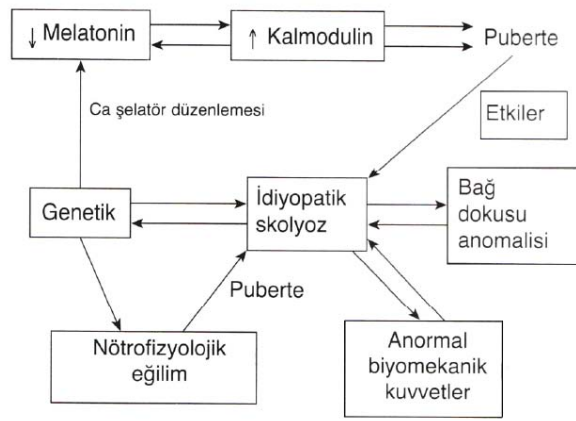 ↓ Melatonin
↑ Kalmodulin
Puberte
Etkiler
Ca şelatör düzenlemesi
Genetik
İdiyopatik
skolyoz
Bağ
dokusu
anomalisi
Puberte
Nötrofizyolojik
eğilim
Anormal
biyomekanik
kuvvetler